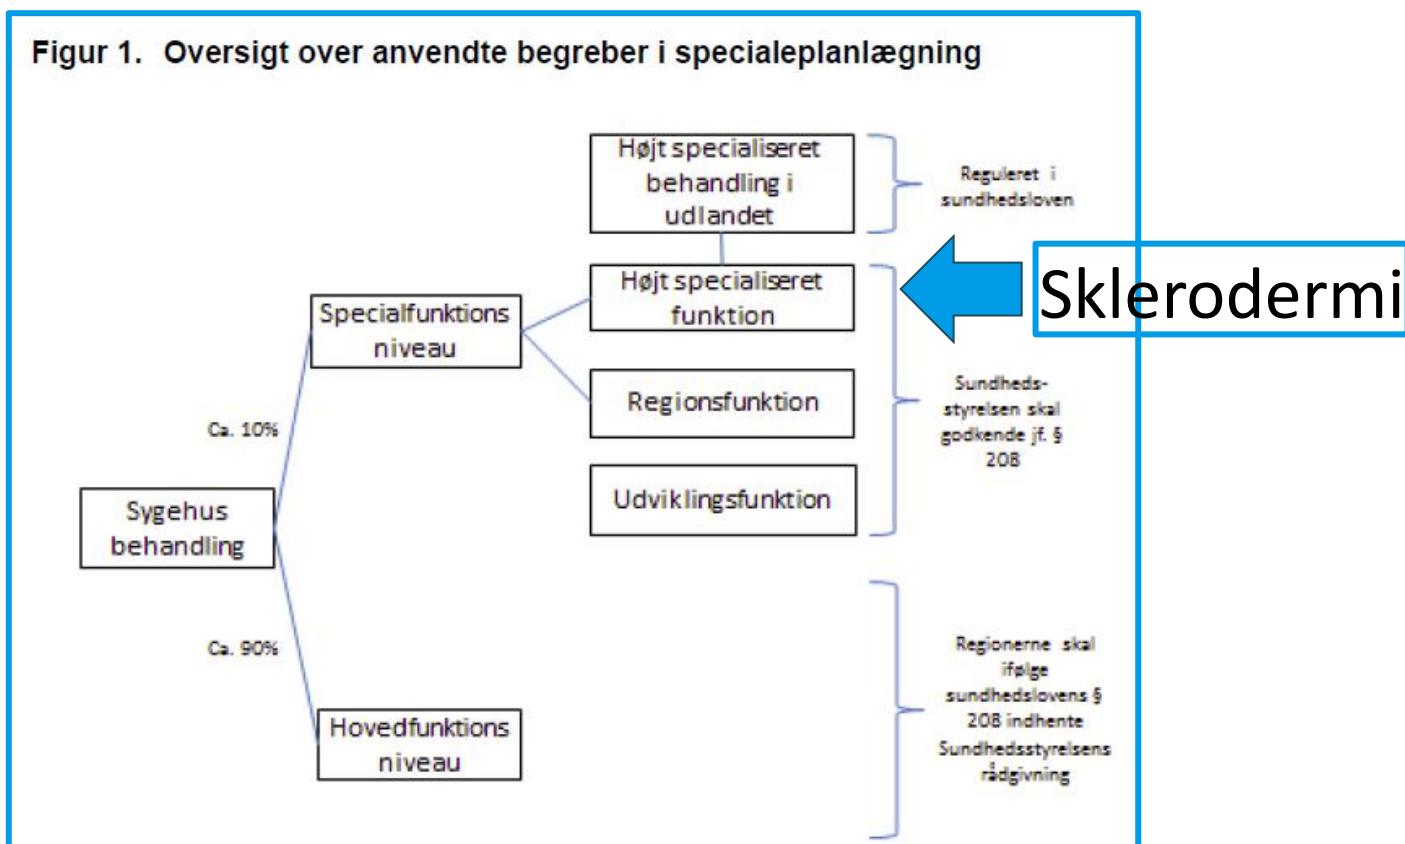 Figur 1. Oversigt over anvendte begreber i specialeplanlægning
Højt specialiseret
behandling i
udlandet
Reguleret i
sundhedsloven
Højt specialiseret
funktion
Sklerodermi
Specialfunktions
niveau
Regionsfunktion
Sundheds-
styrelsen skal
godkende jf. §
208
Ca. 10%
Udviklingsfunktion
Sygehus
behandling
Ca. 90%
Regionerne skal
ifølge
sundhedslovens §
208 indhente
Sundhedsstyrelsens
rådgivning
Hovedfunktions
niveau